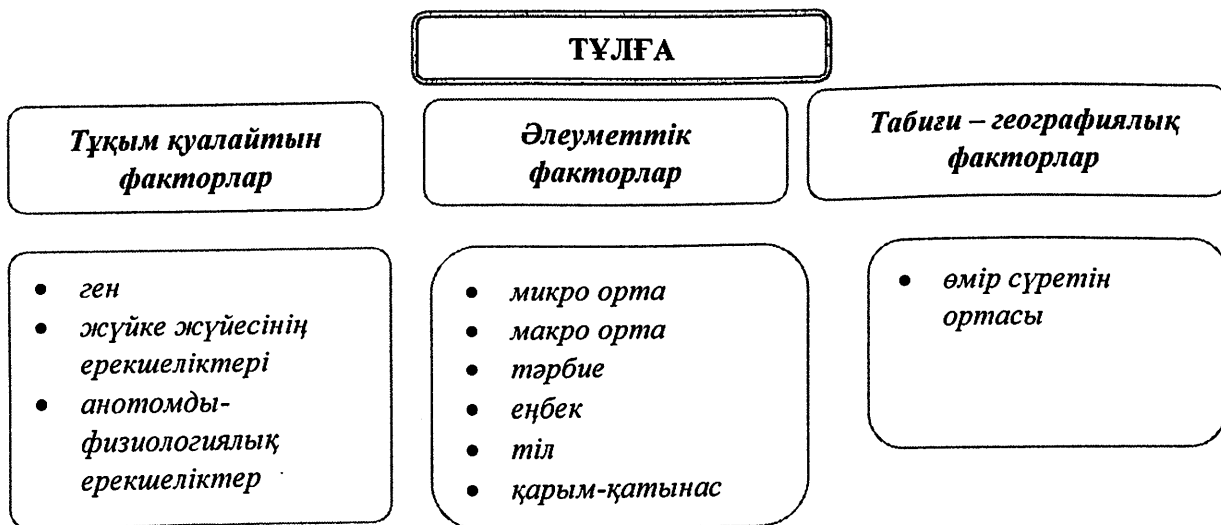 ТҰЛҒА
Тұқым қуалайтын
факторлар
Әлеуметтік
факторлар
Табиғи – географиялық
факторлар
• ген
• жүйке жүйесінің
ерекшеліктері
• анотомды-
физиологиялық
ерекшеліктер
• микро орта
• макро орта
• тәрбие
• еңбек
• тіл
• қарым-қатынас
• өмір сүретін
ортасы